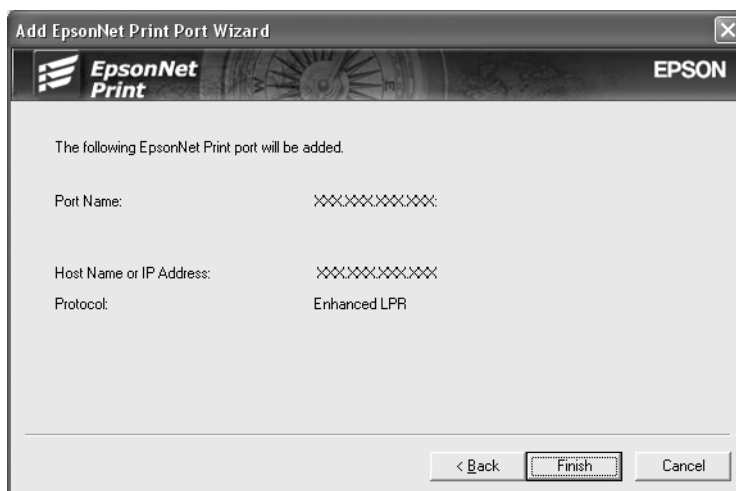 Add EpsonNet Print Port Wizard
EpsonNet
Print
EPSON
The following EpsonNet Print port will be added.
Port Name: XXX.XXX.XXX.XXX:
Host Name or IP Address: XXX.XXX.XXX.XXX
Protocol: Enhanced LPR
< Back Finish Cancel